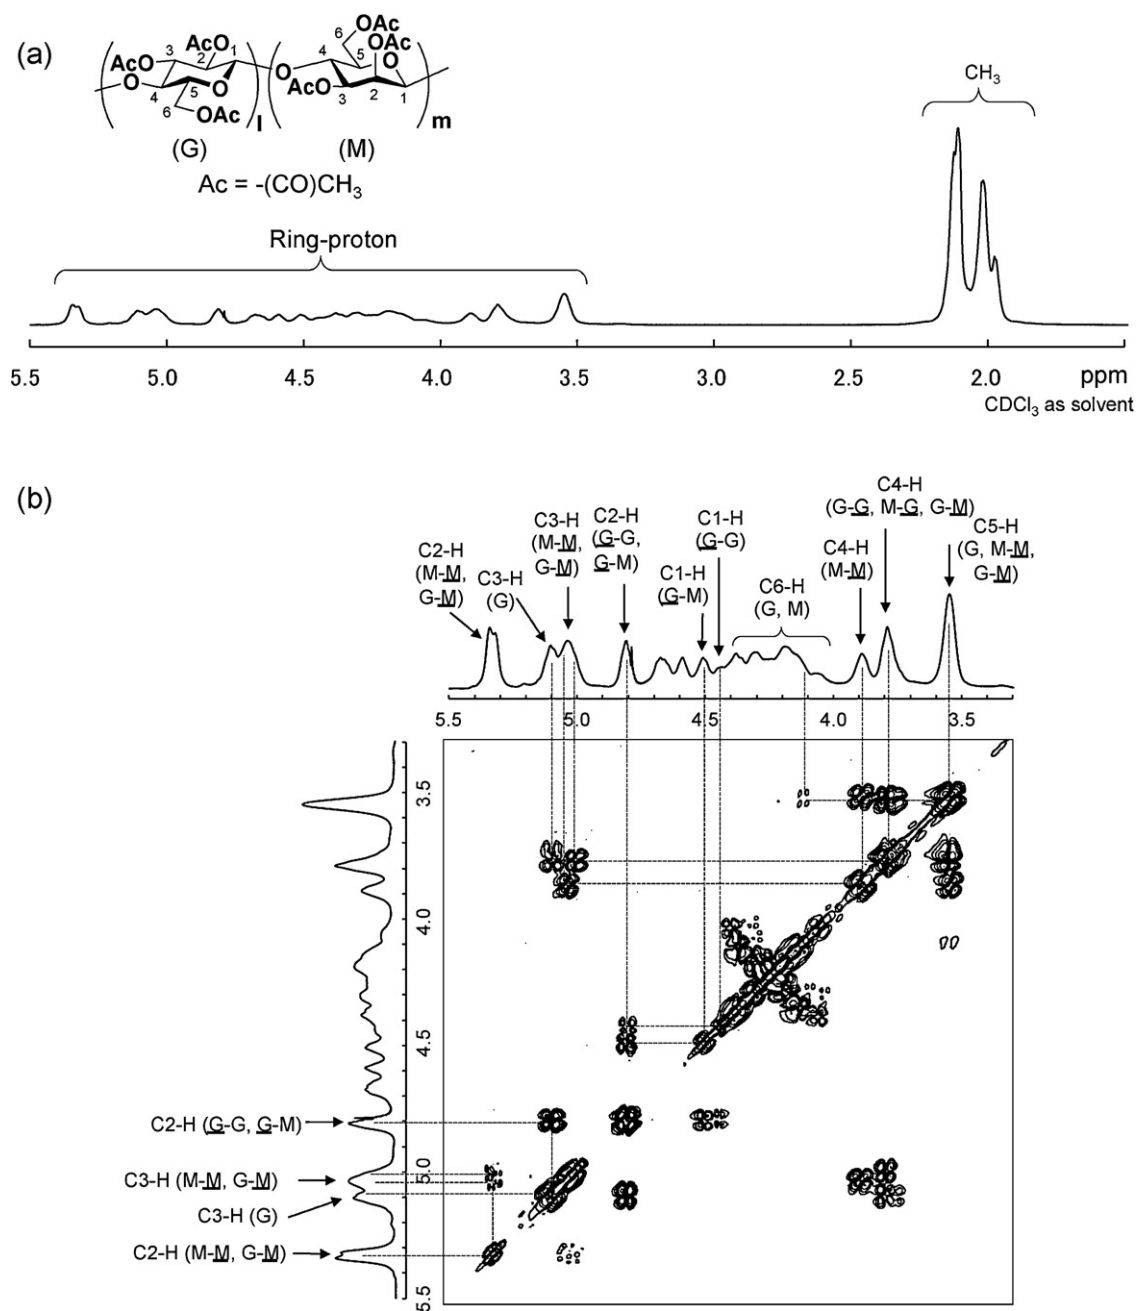 (a)
6 OAc
OAc
AcO 1
3 2
AcO
O
4 5
O
6 OAc
l
(G)
O
4 5 O
AcO
3 2 1
m
(M)
Ac = -(CO)CH3
CH3
Ring-proton
5.5 5.0 4.5 4.0 3.5 3.0 2.5 2.0 ppm
CDCl3 as solvent
(b)
C2-H
(M-M,
G-M)
C3-H
(G)
C3-H
(M-M,
G-M)
C2-H
(G-G,
G-M)
C1-H
(G-M)
C1-H
(G-G)
C6-H
(G, M)
C4-H
(M-M)
C4-H
(G-G, M-G, G-M)
C5-H
(G, M-M,
G-M)
5.5 5.0 4.5 4.0 3.5
3.5
4.0
4.5
5.0
5.5
C2-H (G-G, G-M)
C3-H (M-M, G-M)
C3-H (G)
C2-H (M-M, G-M)